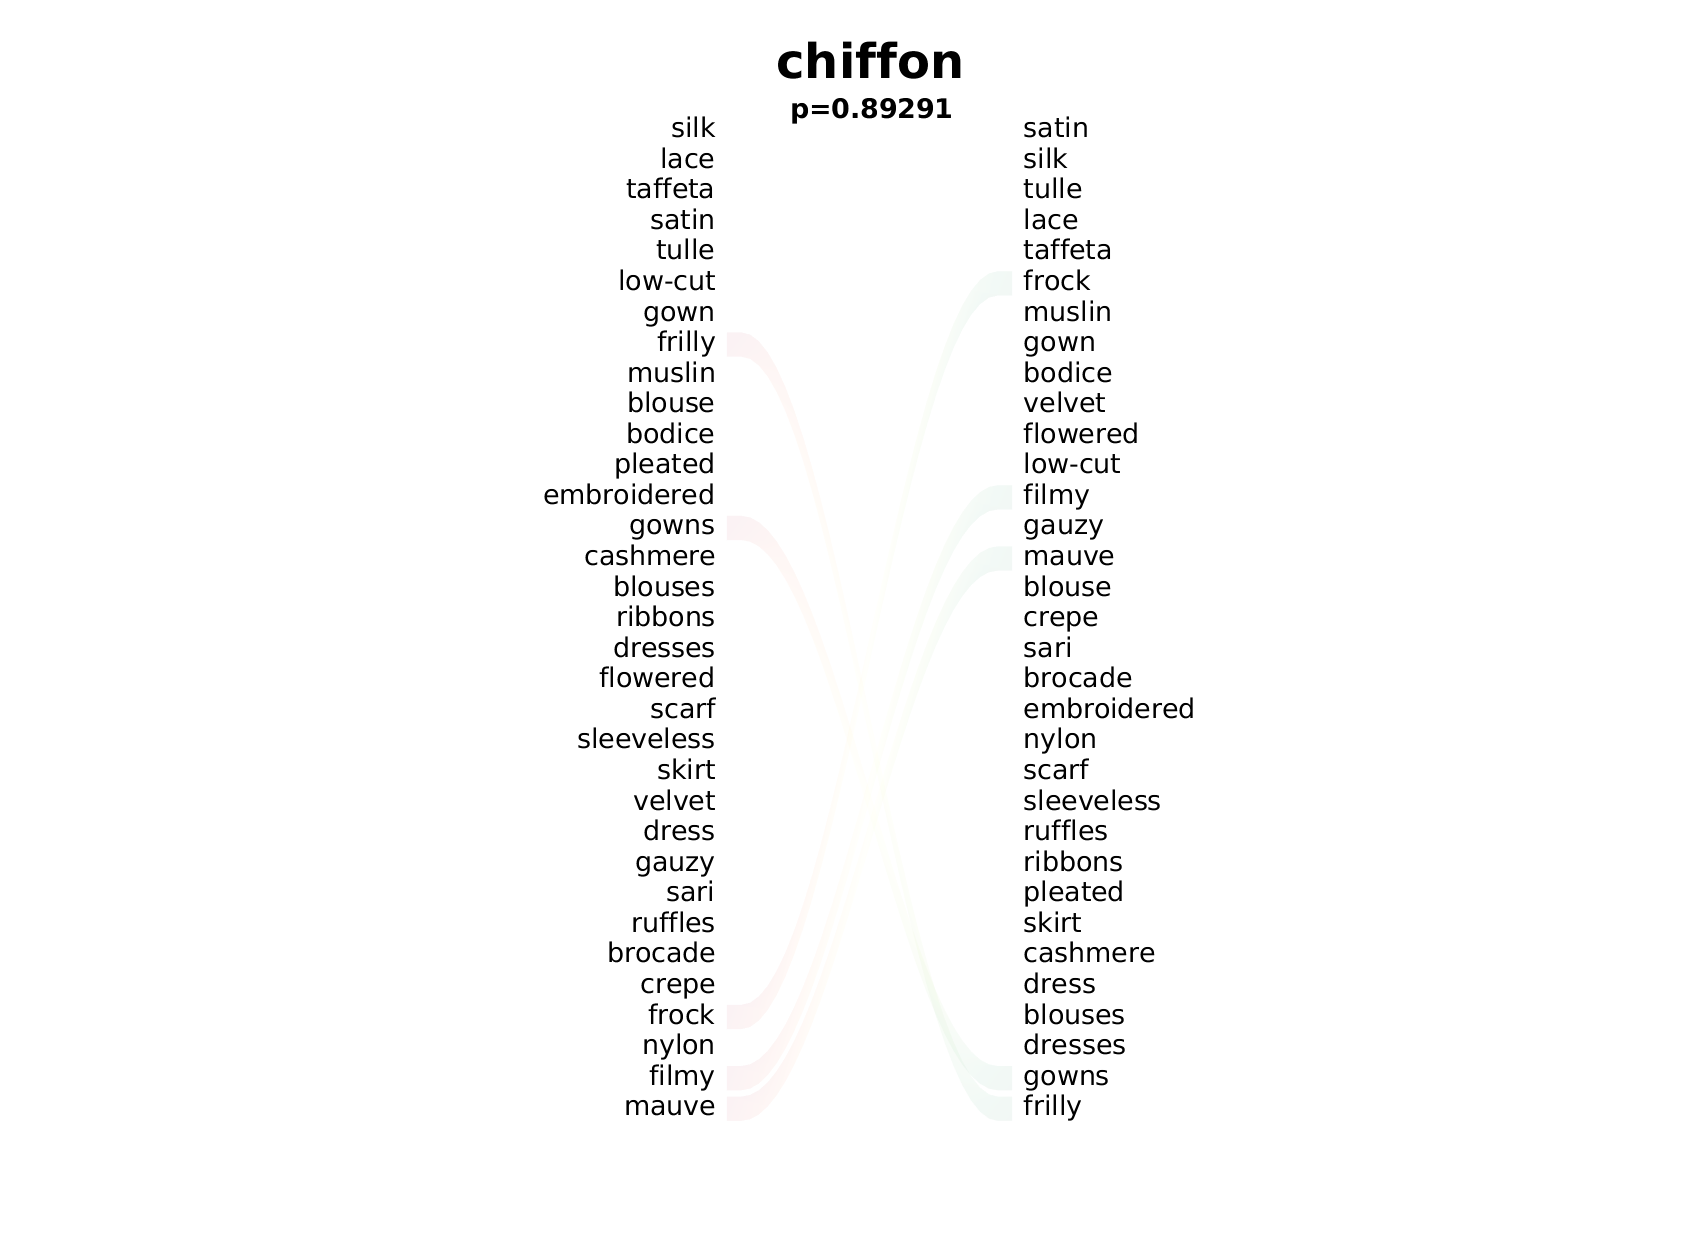 chiffon
p=0.89291
silk
lace
taffeta
satin
tulle
low-cut
gown
frilly
muslin
blouse
bodice
pleated
embroidered
gowns
cashmere
blouses
ribbons
dresses
flowered
scarf
sleeveless
skirt
velvet
dress
gauzy
sari
ruffles
brocade
crepe
frock
nylon
filmy
mauve
satin
silk
tulle
lace
taffeta
frock
muslin
gown
bodice
velvet
flowered
low-cut
filmy
gauzy
mauve
blouse
crepe
sari
brocade
embroidered
nylon
scarf
sleeveless
ruffles
ribbons
pleated
skirt
cashmere
dress
blouses
dresses
gowns
frilly